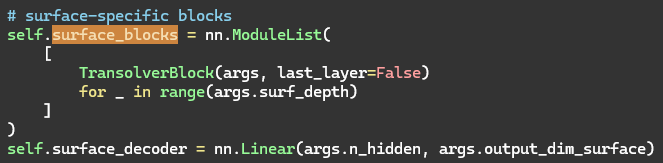 # surface-specific blocks
self.surface_blocks = nn.ModuleList(
    [
        TransolverBlock(args, last_layer=False)
        for _ in range(args.surf_depth)
    ]
)
self.surface_decoder = nn.Linear(args.n_hidden, args.output_dim_surface)